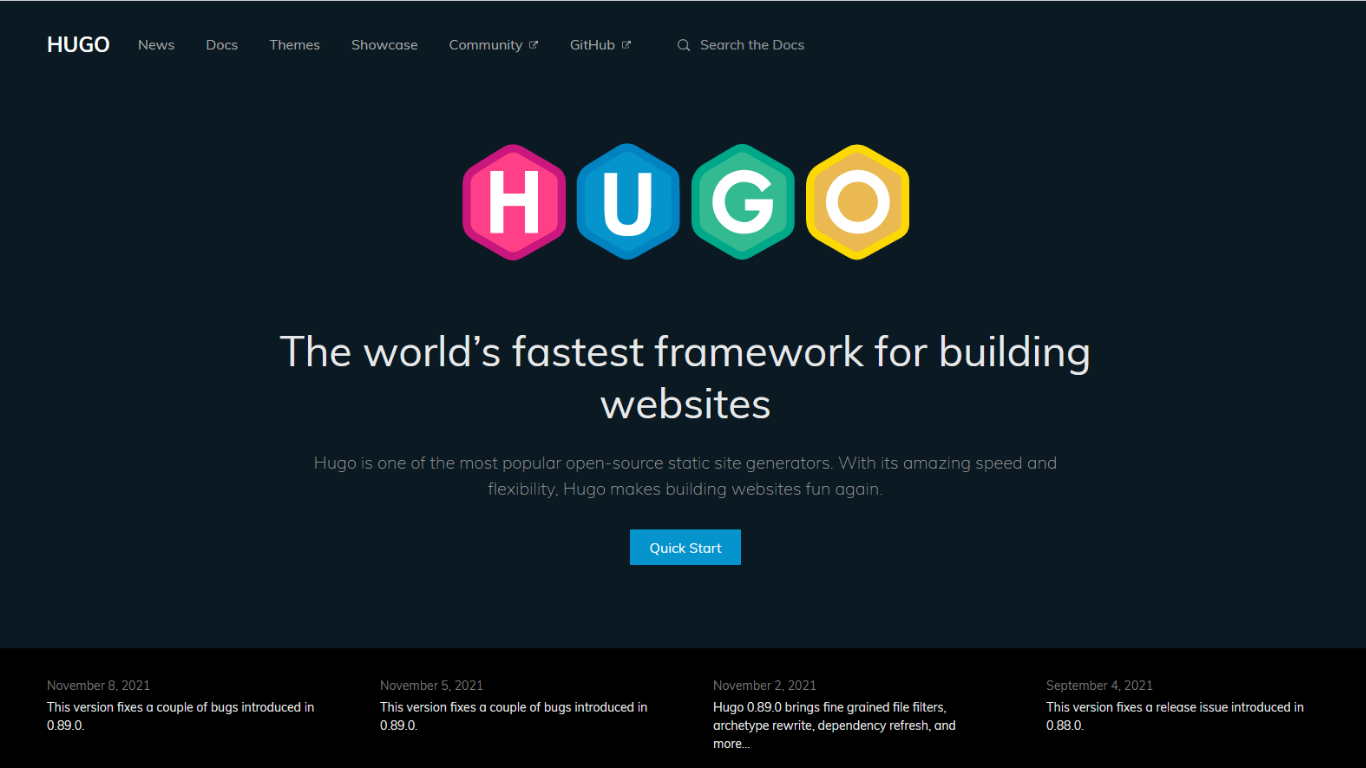 HUGO News Docs Themes Showcase Community GitHub Search the Docs
HUGO
The world’s fastest framework for building
websites
Hugo is one of the most popular open-source static site generators. With its amazing speed and
flexibility, Hugo makes building websites fun again.
Quick Start
November 8, 2021
This version fixes a couple of bugs introduced in
0.89.0.
November 5, 2021
This version fixes a couple of bugs introduced in
0.89.0.
November 2, 2021
Hugo 0.89.0 brings fine grained file filters,
archetype rewrite, dependency refresh, and
more...
September 4, 2021
This version fixes a release issue introduced in
0.88.0.